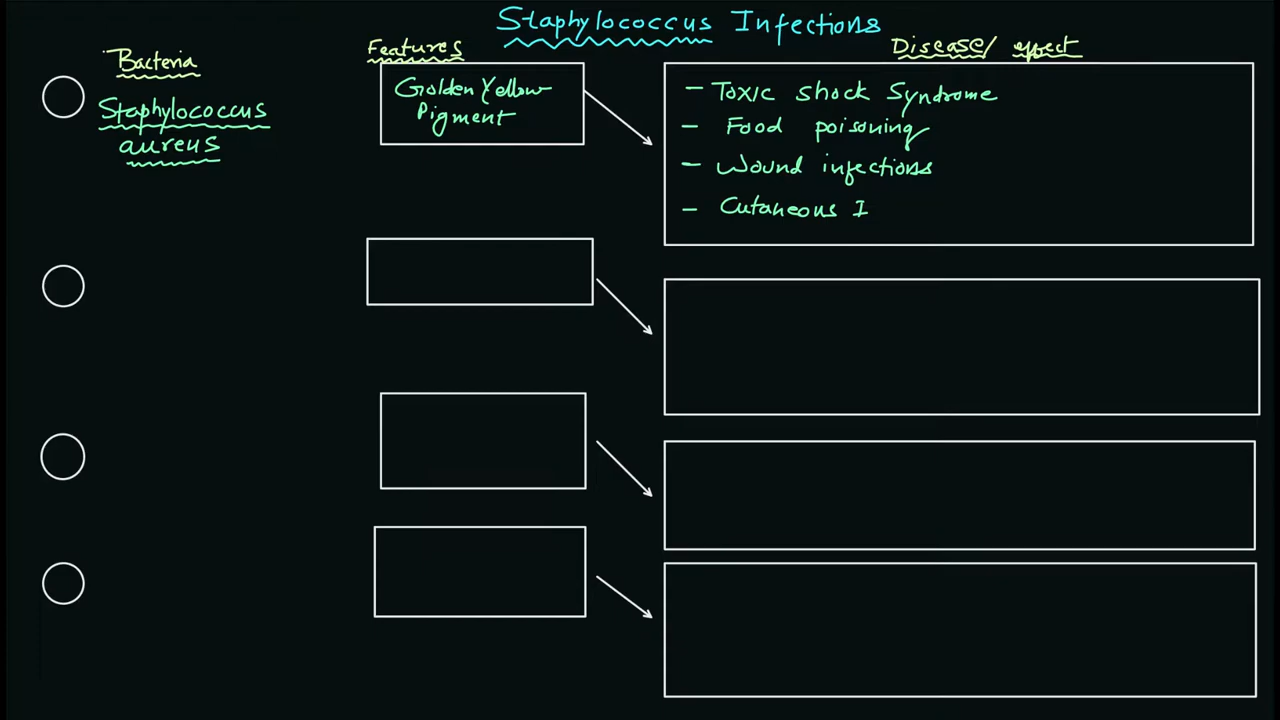 Staphylococcus Infections
Bacteria
Features
Disease/ effect
Staphylococcus
aureus
Golden Yellow
Pigment
- Toxic shock Syndrome
- Food poisoning
- Wound infections
- Cutaneous I